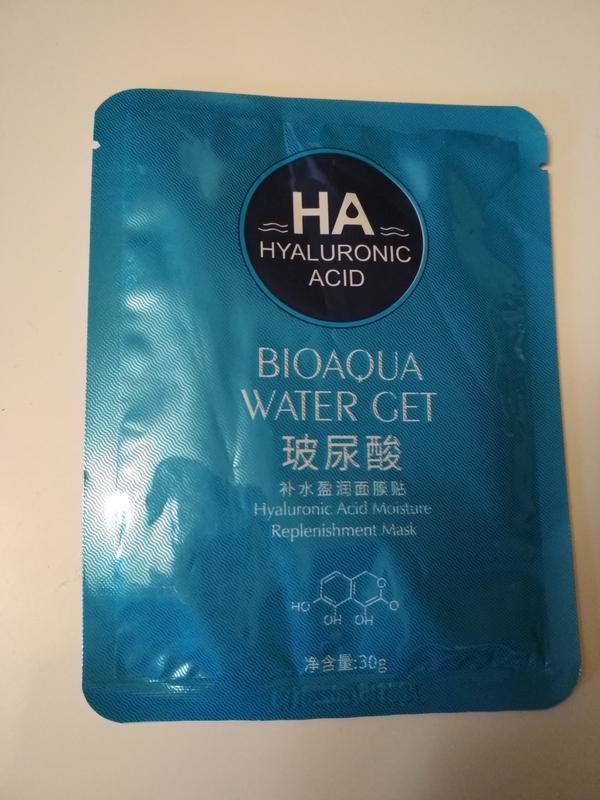 HA
HYALURONIC
ACID
BIOAQUA
WATER GET
玻尿酸
补水盈润面膜贴
Hyaluronic Acid Moisture
Replenishment Mask
HO
OH
OH
O
O
净含量:30g